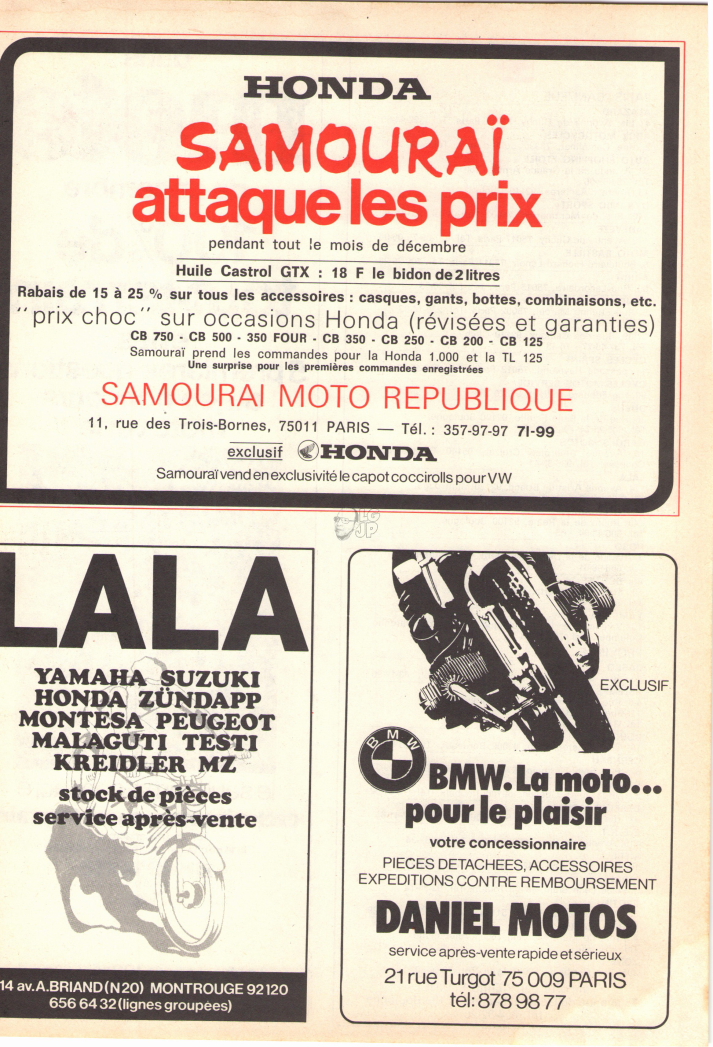 HONDA
SAMOURAÏ
attaque les prix
pendant tout le mois de décembre
Huile Castrol GTX : 18 F le bidon de 2 litres
Rabais de 15 à 25 % sur tous les accessoires : casques, gants, bottes, combinaisons, etc.
"prix choc" sur occasions Honda (révisées et garanties)
CB 750 - CB 500 - 350 FOUR - CB 350 - CB 250 - CB 200 - CB 125
Samouraï prend les commandes pour la Honda 1.000 et la TL 125
Une surprise pour les premières commandes enregistrées
SAMOURAI MOTO REPUBLIQUE
11, rue des Trois-Bornes, 75011 PARIS — Tél. : 357-97-97 71-99
exclusif HONDA
Samouraï vend en exclusivité le capot coccirolls pour VW
LG
JP
LALA
YAMAHA SUZUKI
HONDA ZÜNDAPP
MONTESA PEUGEOT
MALAGUTI TESTI
KREIDLER MZ
stock de pièces
service après-vente
14 av. A. BRIAND (N 20) MONTROUGE 92120
656 64 32 (lignes groupées)
EXCLUSIF
BMW
BMW. La moto...
pour le plaisir
votre concessionnaire
PIECES DETACHEES, ACCESSOIRES
EXPEDITIONS CONTRE REMBOURSEMENT
DANIEL MOTOS
service après-vente rapide et sérieux
21 rue Turgot 75 009 PARIS
tél: 878 98 77